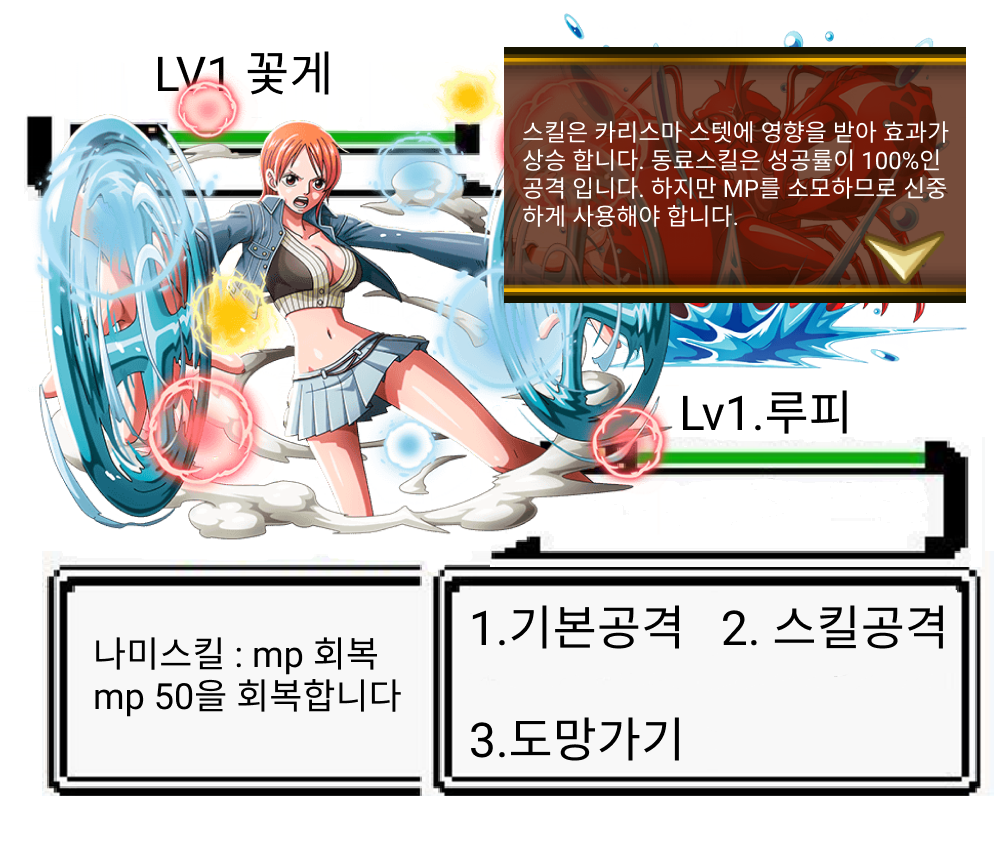 LV1 꽃게
스킬은 카리스마 스텟에 영향을 받아 효과가
상승 합니다. 동료스킬은 성공률이 100%인
공격 입니다. 하지만 MP를 소모하므로 신중
하게 사용해야 합니다.
Lv1.루피
나미스킬 : mp 회복
mp 50을 회복합니다
1.기본공격 2. 스킬공격
3.도망가기